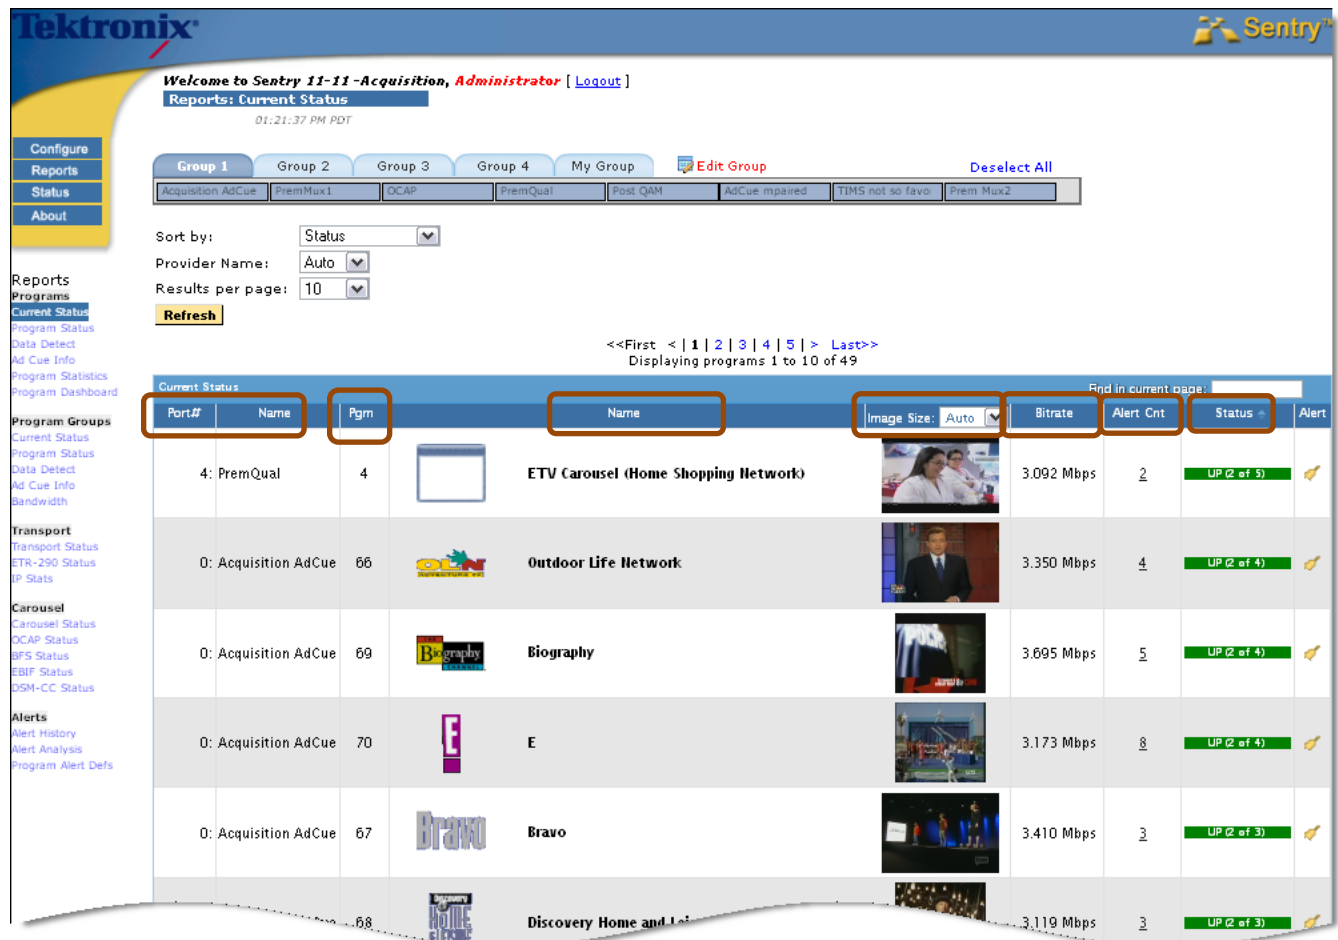 Tektronix
Sentry™
Welcome to Sentry 11-11 -Acquisition, Administrator [ Logout ]
Reports: Current Status
01:21:37 PM PDT
Configure
Reports
Status
About
Group 1 Group 2 Group 3 Group 4 My Group Edit Group Deselect All
Acquisition AdCue PremMux1 OCAP PremQual Post QAM AdCue mpaired TIMS not so favo Prem Mux2
Sort by: Status
Provider Name: Auto
Results per page: 10
Refresh
Reports
Programs
Current Status
Program Status
Data Detect
Ad Cue Info
Program Statistics
Program Dashboard
Program Groups
Current Status
Program Status
Data Detect
Ad Cue Info
Bandwidth
Transport
Transport Status
ETR-290 Status
IP Stats
Carousel
Carousel Status
OCAP Status
BFS Status
EBIF Status
DSM-CC Status
Alerts
Alert History
Alert Analysis
Program Alert Defs
<<First < | 1 | 2 | 3 | 4 | 5 | > Last>>
Displaying programs 1 to 10 of 49
Current Status Find in current page:
Port# Name Pgm Name Image Size: Auto Bitrate Alert Cnt Status Alert
4: PremQual 4 ETV Carousel (Home Shopping Network) 3.092 Mbps 2 UP (2 of 5)
0: Acquisition AdCue 66 OLN Outdoor Life Network 3.350 Mbps 4 UP (2 of 4)
0: Acquisition AdCue 69 THE Biography CHANNEL Biography 3.695 Mbps 5 UP (2 of 4)
0: Acquisition AdCue 70 E E 3.173 Mbps 8 UP (2 of 4)
0: Acquisition AdCue 67 Bravo Bravo 3.410 Mbps 3 UP (2 of 3)
68 Discovery HOME Discovery Home and 3.119 Mbps 3 UP (2 of 3)